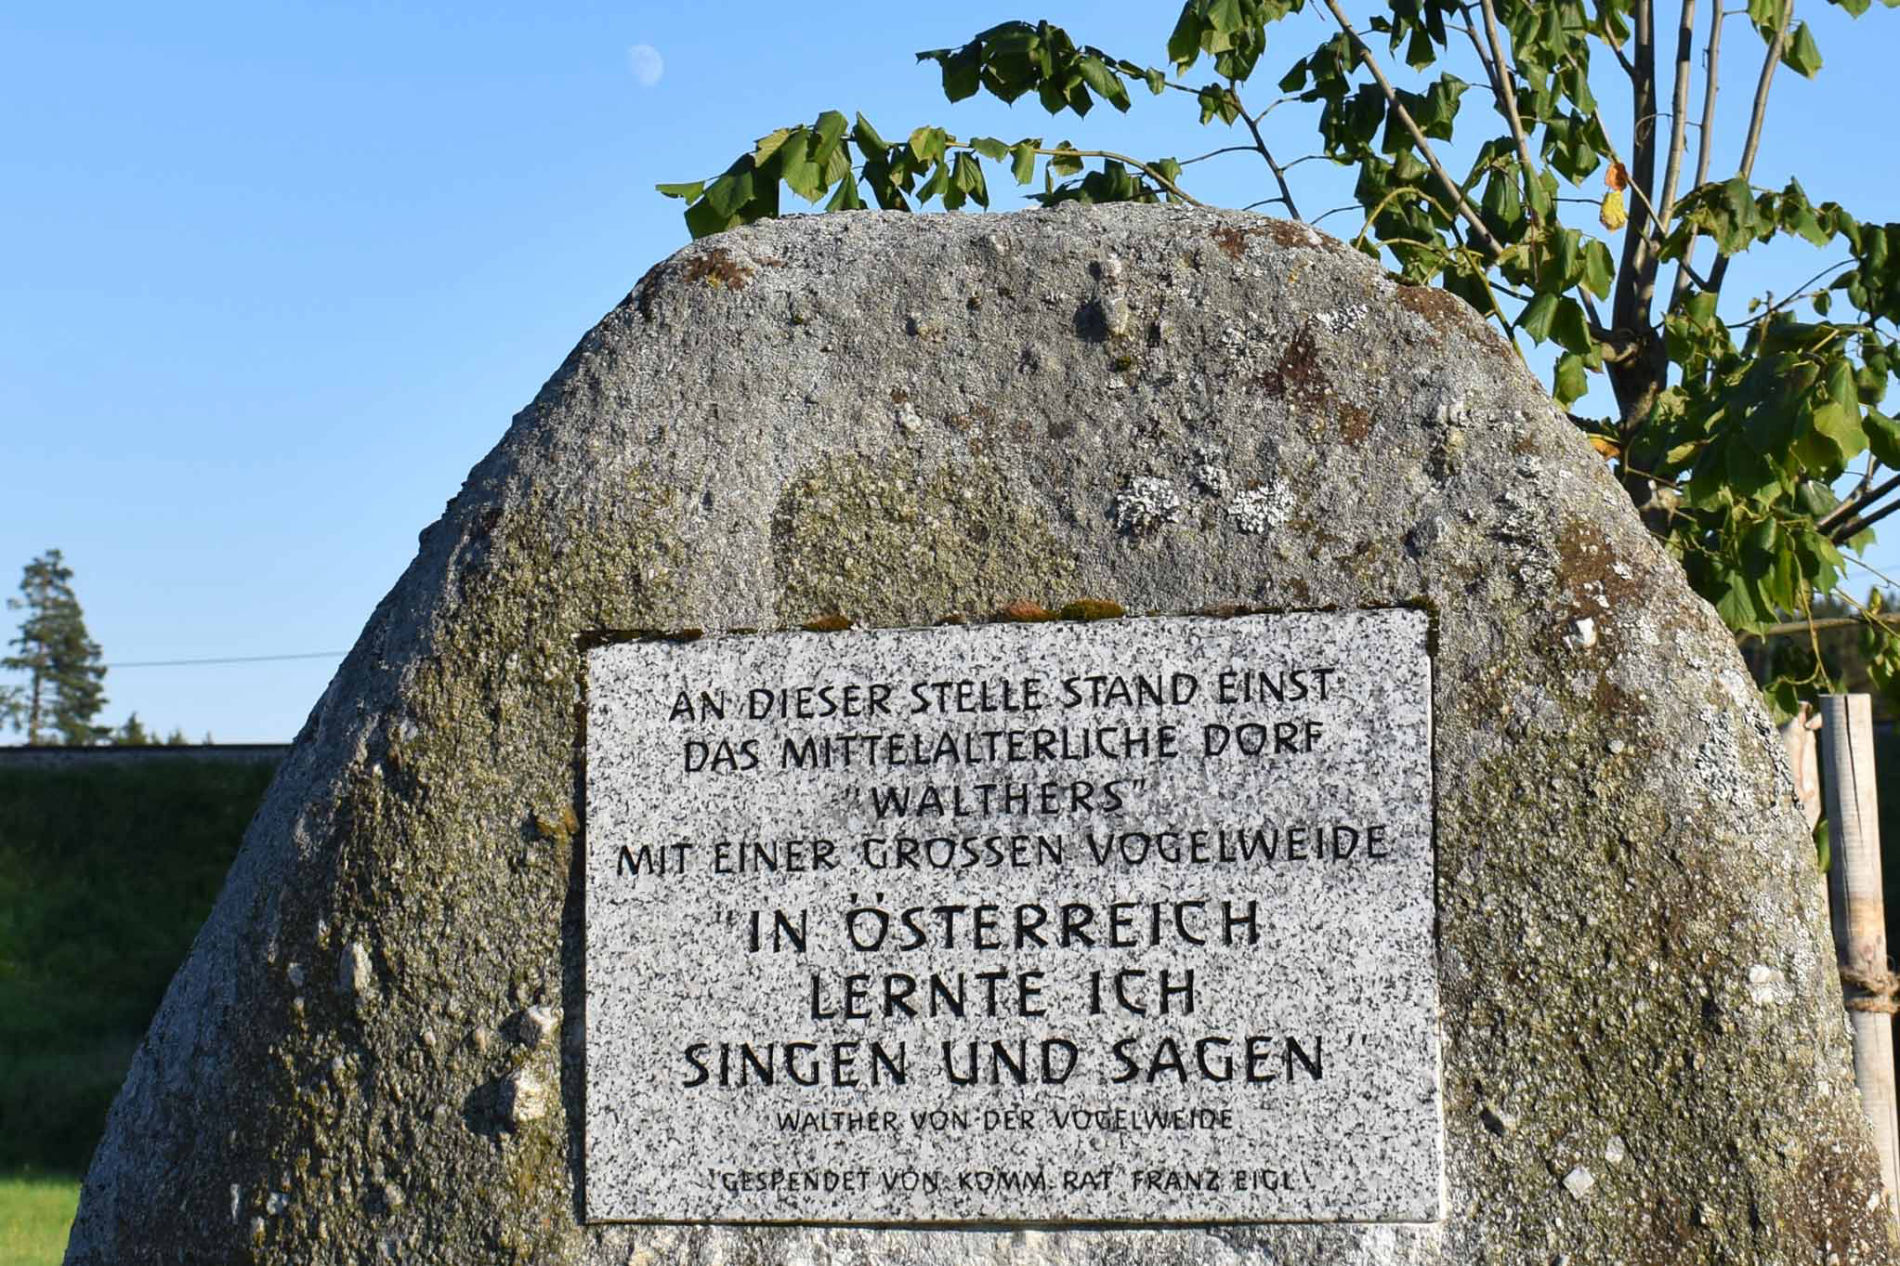 AN DIESER STELLE STAND EINST
DAS MITTELALTERLICHE DORF
"WALTHERS"
MIT EINER GROSSEN VOGELWEIDE
"IN ÖSTERREICH
LERNTE ICH
SINGEN UND SAGEN"
WALTHER VON DER VOGELWEIDE
GESPENDET VON KOMM. RAT FRANZ EIGL